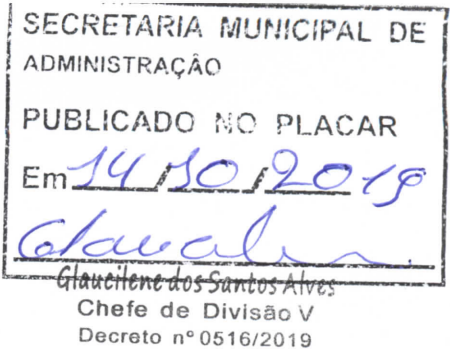 SECRETARIA MUNICIPAL DE
ADMINISTRAÇÃO
PUBLICADO NO PLACAR
Em 14/10/2019
Glaucilene dos Santos Alves
Chefe de Divisão V
Decreto nº 0516/2019